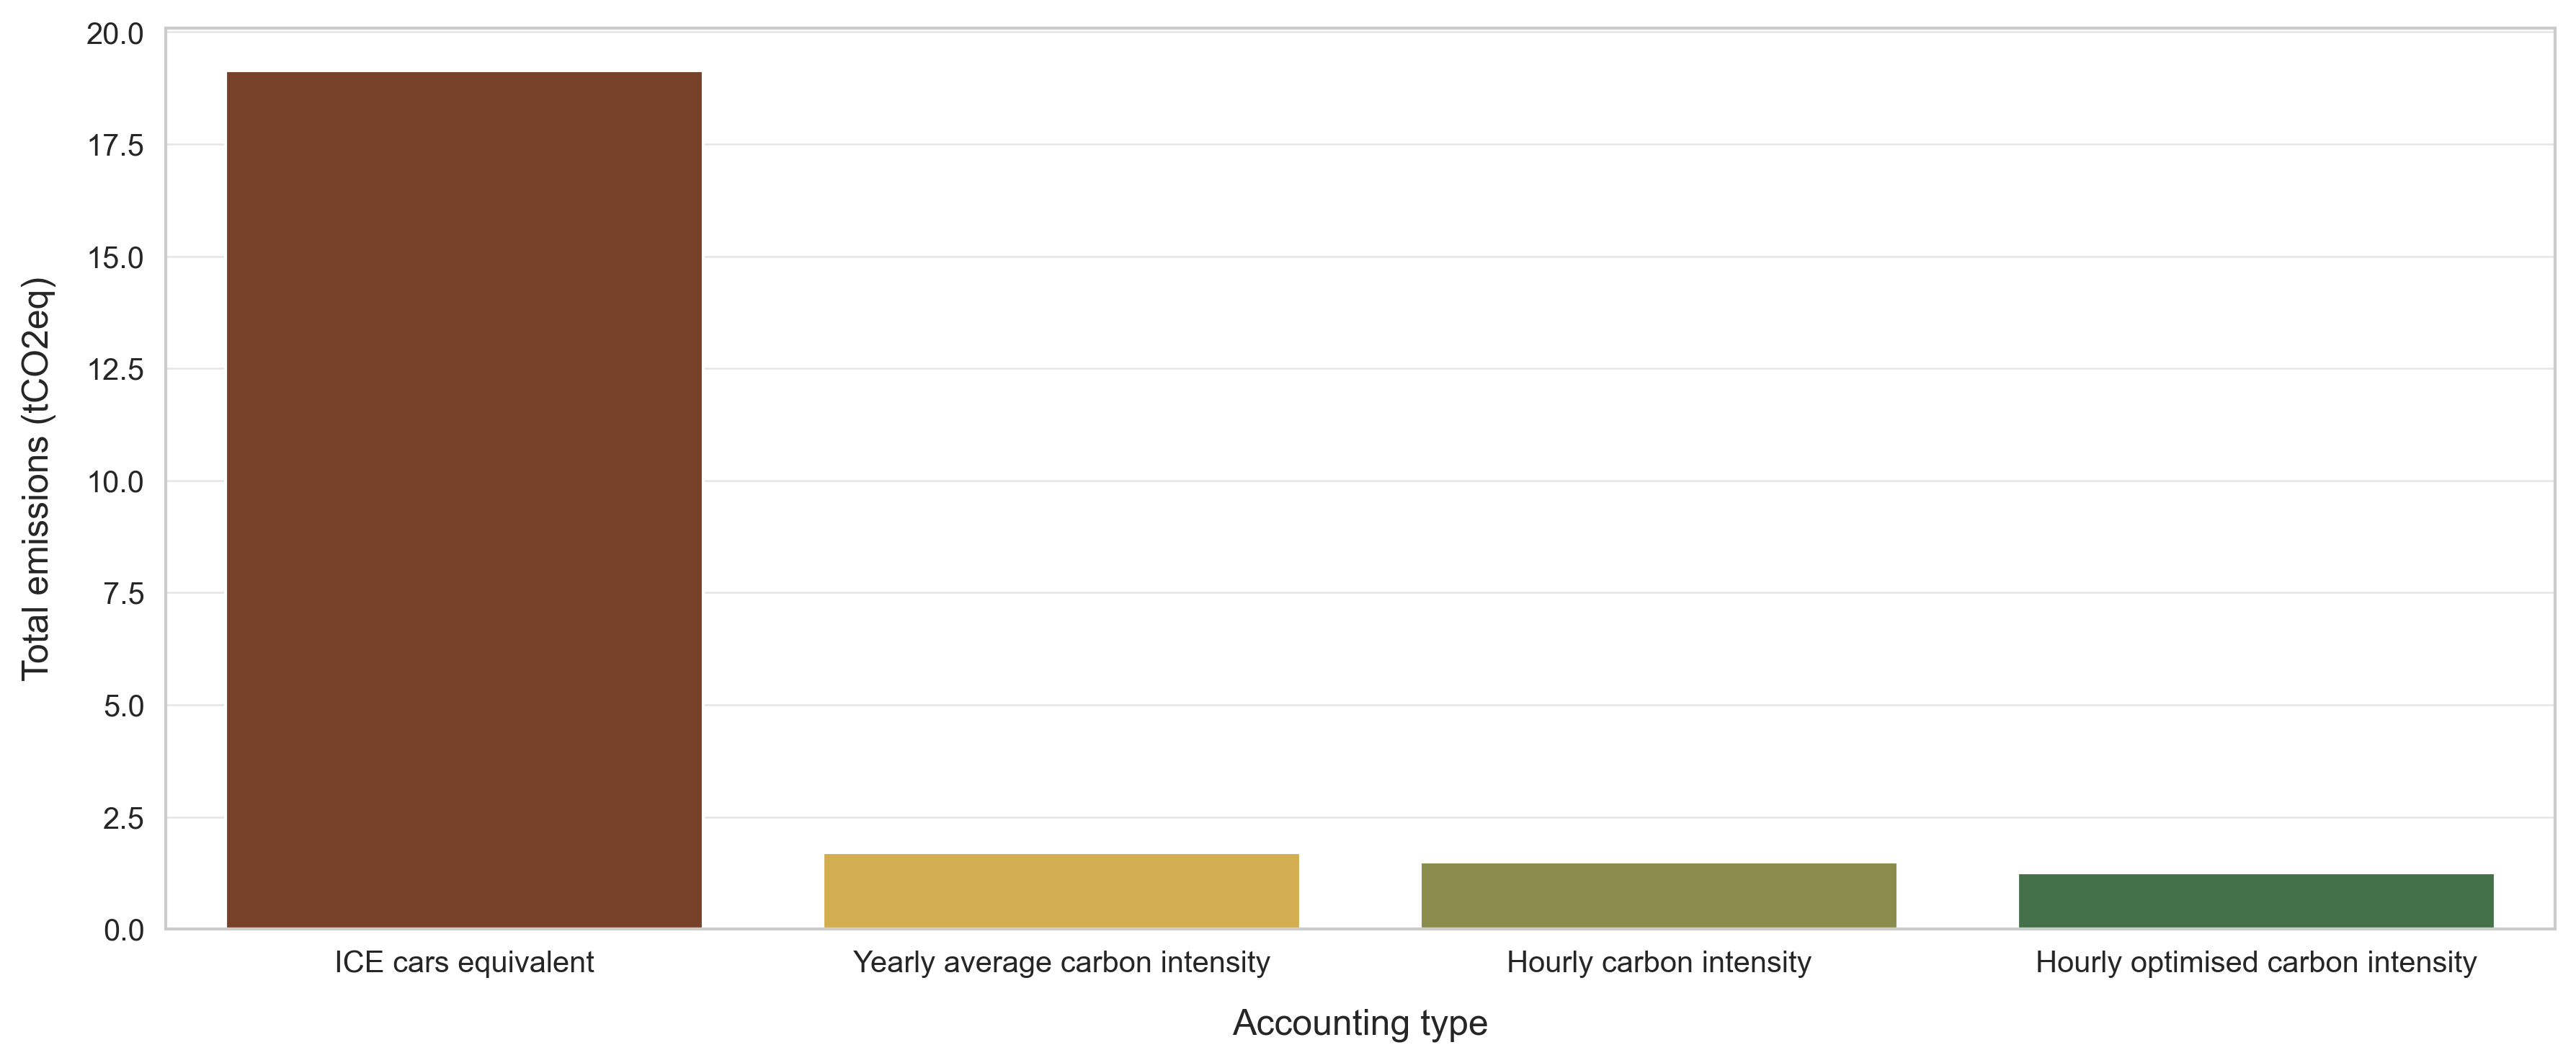 Total emissions (tCO2eq)
20.0
17.5
15.0
12.5
10.0
7.5
5.0
2.5
0.0
ICE cars equivalent
Yearly average carbon intensity
Hourly carbon intensity
Hourly optimised carbon intensity
Accounting type